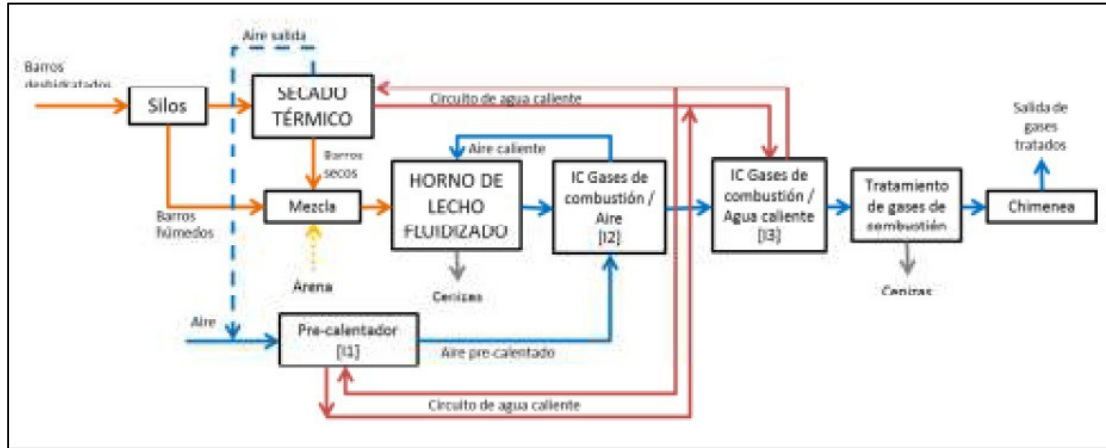 Aire salida
Barros
deshidratados
Silos
SECADO
TÉRMICO
Circuito de agua caliente
Salida de
gases
tratados
Barros
secos
Aire caliente
Mezcla
HORNO DE
LECHO
FLUIDIZADO
IC Gases de
combustión /
Aire
[I2]
IC Gases de
combustión /
Agua caliente
[I3]
Tratamiento
de gases de
combustión
Chimenea
Barros
húmedos
Arena
Cenizas
Cenizas
Aire
Pre-calentador
[I1]
Aire pre-calentado
Circuito de agua caliente